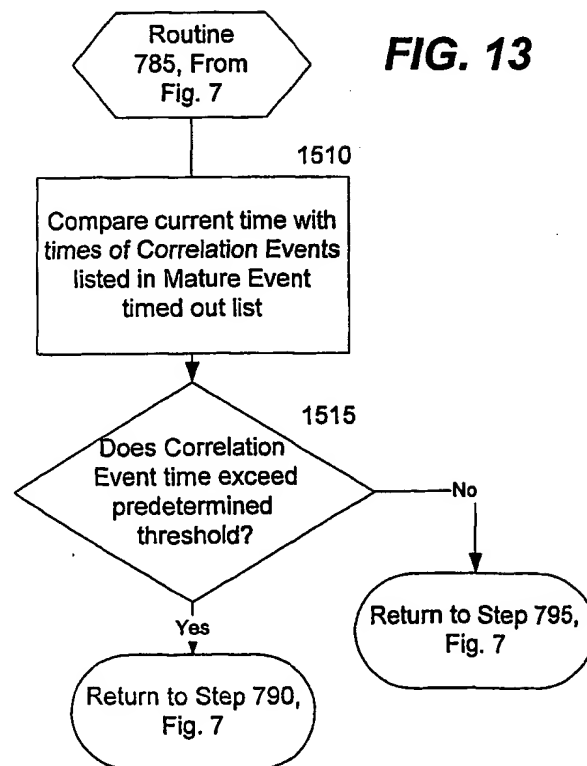 Routine
785, From
Fig. 7
FIG. 13
1510
Compare current time with
times of Correlation Events
listed in Mature Event
timed out list
1515
Does Correlation
Event time exceed
predetermined
threshold?
No
Yes
Return to Step 795,
Fig. 7
Return to Step 790,
Fig. 7